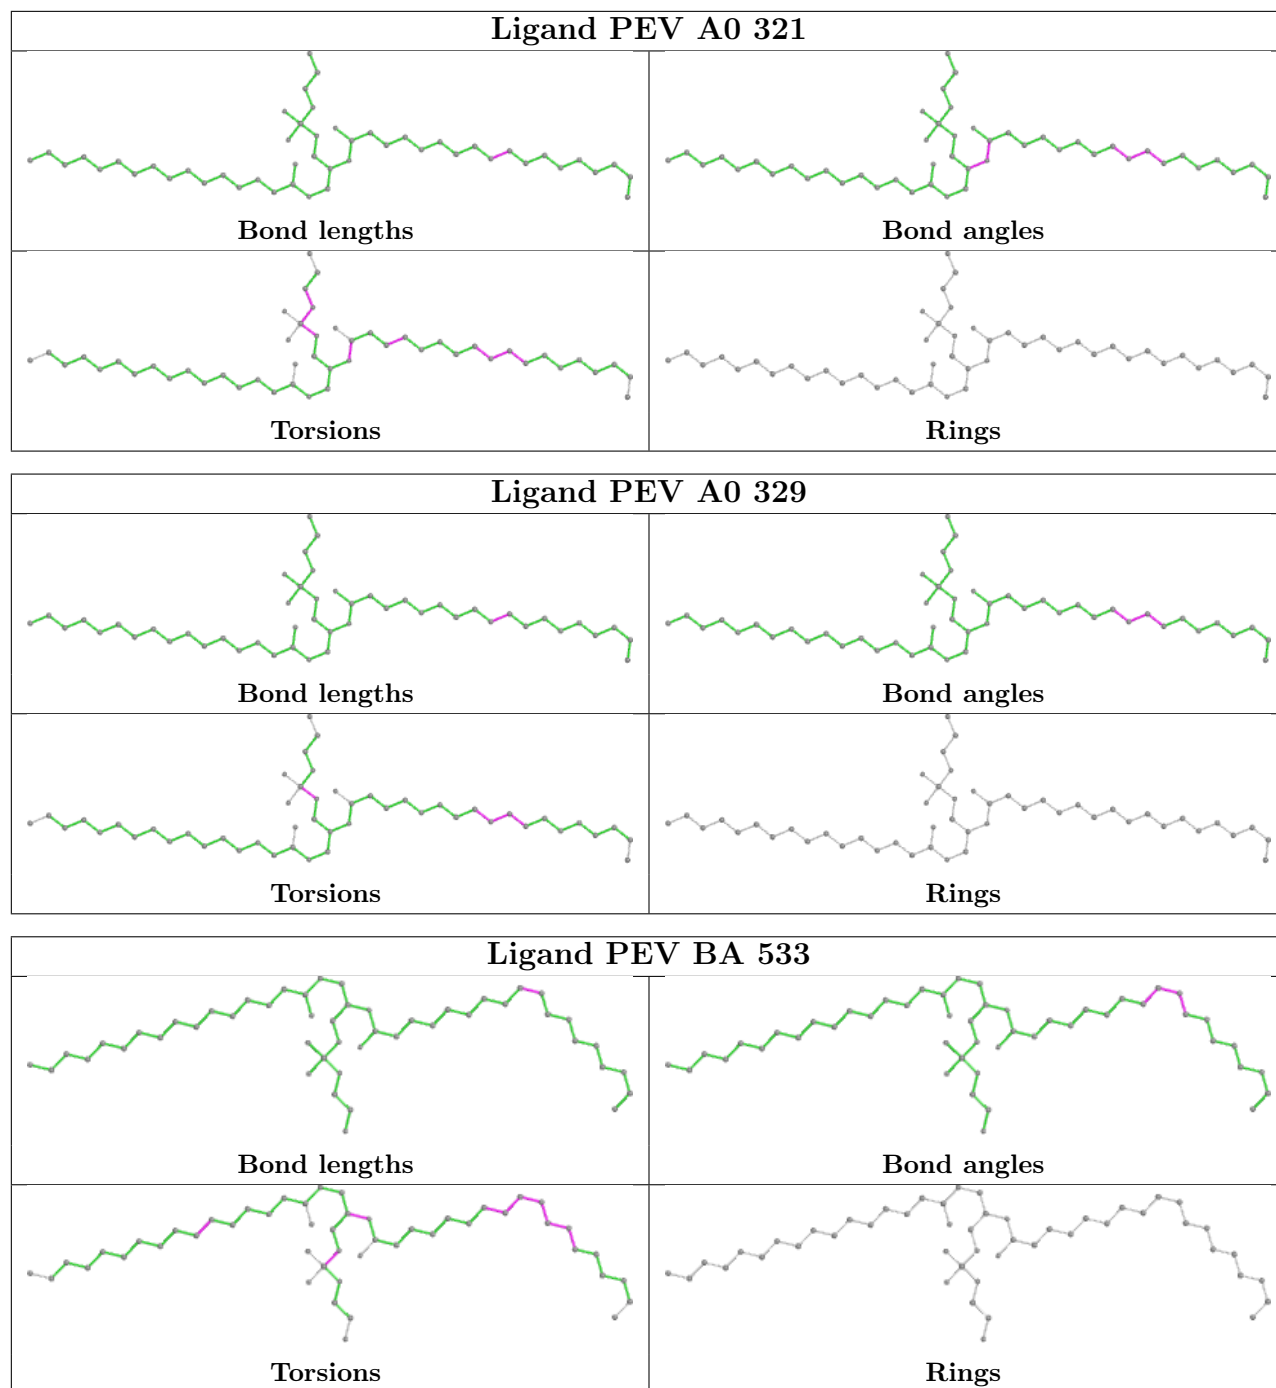 Ligand PEV A0 321
Bond lengths
Bond angles
Torsions
Rings
Ligand PEV A0 329
Bond lengths
Bond angles
Torsions
Rings
Ligand PEV BA 533
Bond lengths
Bond angles
Torsions
Rings